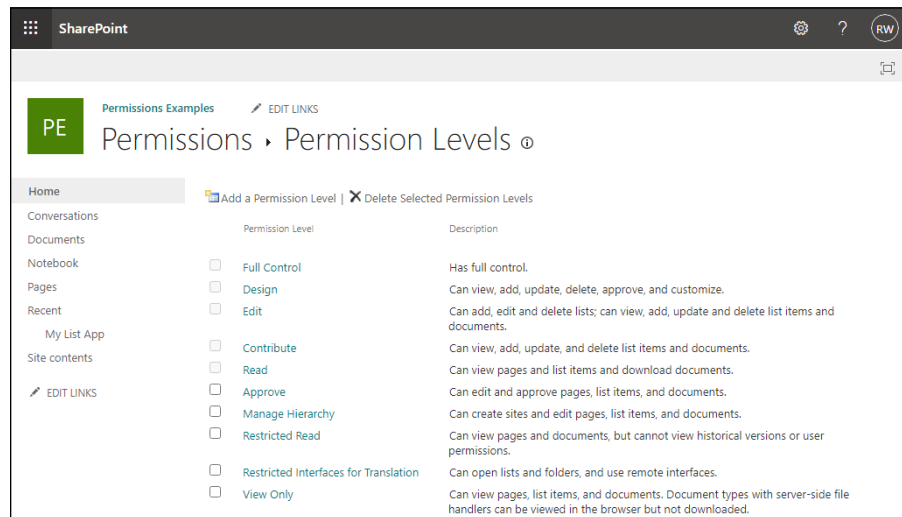 SharePoint
?
RW
PE
Permissions Examples
EDIT LINKS
Permissions ▸ Permission Levels
Home
Conversations
Documents
Notebook
Pages
Recent
My List App
Site contents
EDIT LINKS
Add a Permission Level | Delete Selected Permission Levels
Permission Level Description
Full Control Has full control.
Design Can view, add, update, delete, approve, and customize.
Edit Can add, edit and delete lists; can view, add, update and delete list items and
documents.
Contribute Can view, add, update, and delete list items and documents.
Read Can view pages and list items and download documents.
Approve Can edit and approve pages, list items, and documents.
Manage Hierarchy Can create sites and edit pages, list items, and documents.
Restricted Read Can view pages and documents, but cannot view historical versions or user
permissions.
Restricted Interfaces for Translation Can open lists and folders, and use remote interfaces.
View Only Can view pages, list items, and documents. Document types with server-side file
handlers can be viewed in the browser but not downloaded.